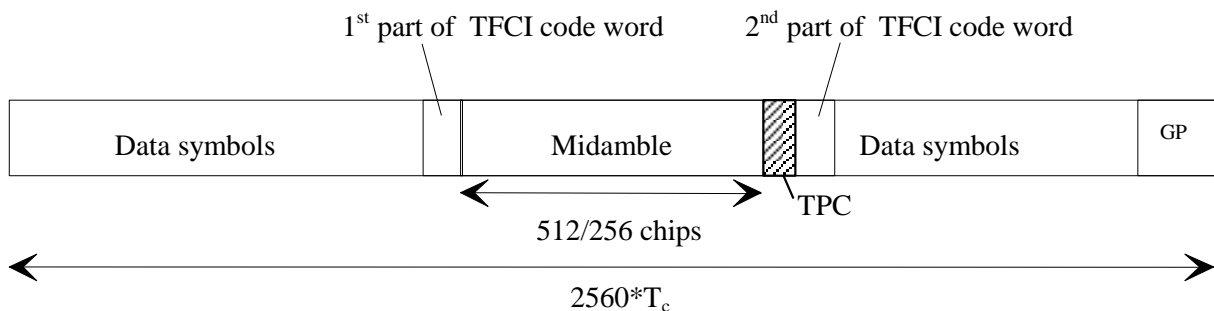 1st part of TFCI code word 2nd part of TFCI code word
Data symbols Midamble Data symbols GP
TPC
512/256 chips
2560*Tc